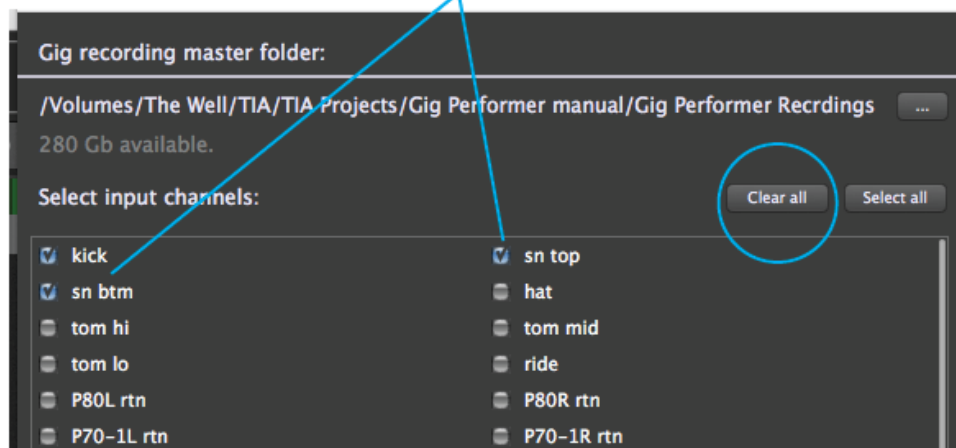 Gig recording master folder:
/Volumes/The Well/TIA/TIA Projects/Gig Performer manual/Gig Performer Recrdings ...
280 Gb available.
Select input channels: Clear all Select all
kick sn top
sn btm hat
tom hi tom mid
tom lo ride
P80L rtn P80R rtn
P70-1L rtn P70-1R rtn